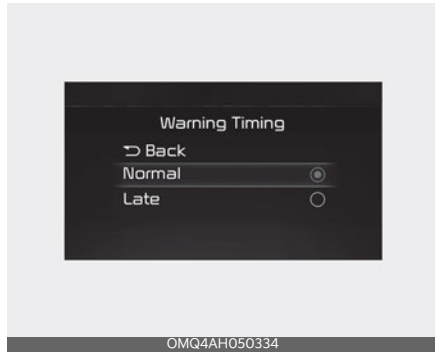 Warning Timing
Back
Normal
Late
OMQ4AH050334